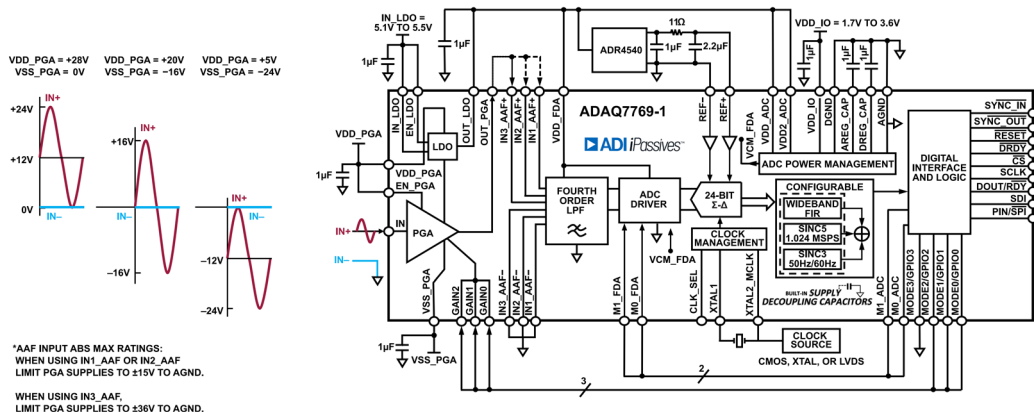 VDD_PGA = +28V
VSS_PGA = 0V
VDD_PGA = +20V
VSS_PGA = −16V
VDD_PGA = +5V
VSS_PGA = −24V
+24V
IN+
+12V
0V
IN−
IN+
+16V
IN−
−16V
IN−
IN+
−12V
−24V
*AAF INPUT ABS MAX RATINGS:
WHEN USING IN1_AAF OR IN2_AAF
LIMIT PGA SUPPLIES TO ±15V TO AGND.
WHEN USING IN3_AAF,
LIMIT PGA SUPPLIES TO ±36V TO AGND.
IN_LDO =
5.1V TO 5.5V
1µF
1µF
ADR4540
11Ω
1µF
2.2µF
VDD_IO = 1.7V TO 3.6V
1µF
1µF
1µF
IN_LDO
EN_LDO
OUT_LDO
OUT_PGA
IN3_AAF+
IN2_AAF+
IN1_AAF+
VDD_FDA
ADAQ7769-1
ADI iPassives™
REF−
REF+
VCM_FDA
VDD_ADC
VDD2_ADC
VDD_IO
DGND
AREG_CAP
DREG_CAP
AGND
VDD_PGA
1µF
LDO
VDD_PGA
EN_PGA
IN
PGA
IN+
IN−
FOURTH
ORDER
LPF
ADC
DRIVER
24-BIT
Σ-Δ
VCM_FDA
CLOCK
MANAGEMENT
ADC POWER MANAGEMENT
CONFIGURABLE
WIDEBAND
FIR
SINC5
1.024 MSPS
SINC3
50Hz/60Hz
BUILT-IN SUPPLY
DECOUPLING CAPACITORS
DIGITAL
INTERFACE
AND LOGIC
SYNC_IN
SYNC_OUT
RESET
DRDY
CS
SCLK
DOUT/RDY
SDI
PIN/SPI
VSS_PGA
GAIN2
GAIN1
GAIN0
IN3_AAF−
IN2_AAF−
IN1_AAF−
M1_FDA
M0_FDA
CLK_SEL
XTAL1
XTAL2_MCLK
M1_ADC
M0_ADC
MODE3/GPIO3
MODE2/GPIO2
MODE1/GPIO1
MODE0/GPIO0
1µF
VSS_PGA
CLOCK
SOURCE
CMOS, XTAL, OR LVDS
2
3